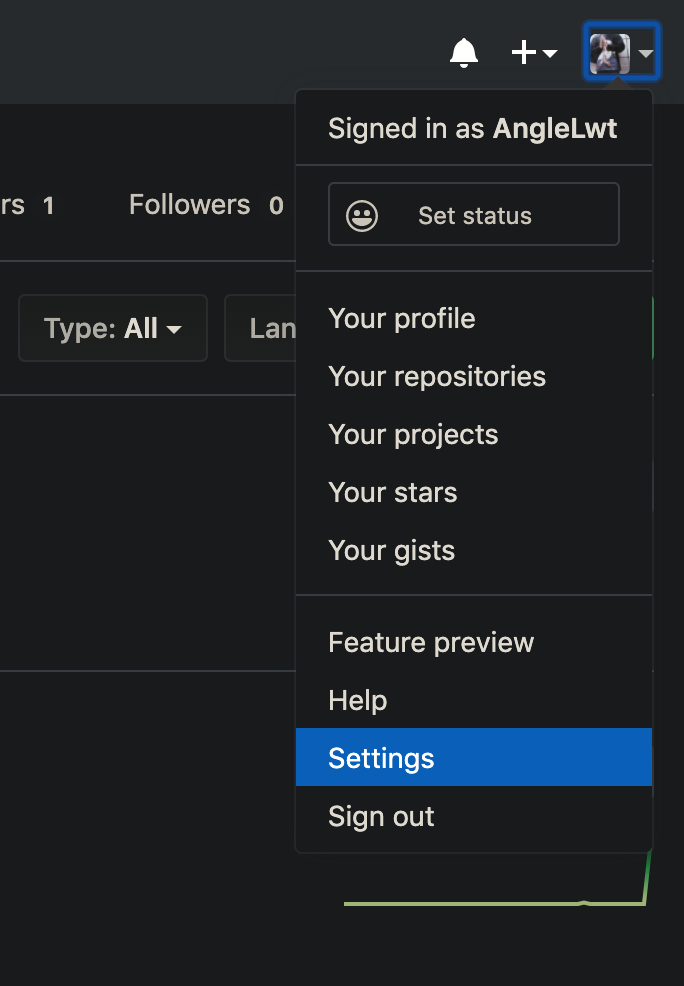 Signed in as AngleLwt
rs 1 Followers 0
Set status
Type: All
Lan
Your profile
Your repositories
Your projects
Your stars
Your gists
Feature preview
Help
Settings
Sign out